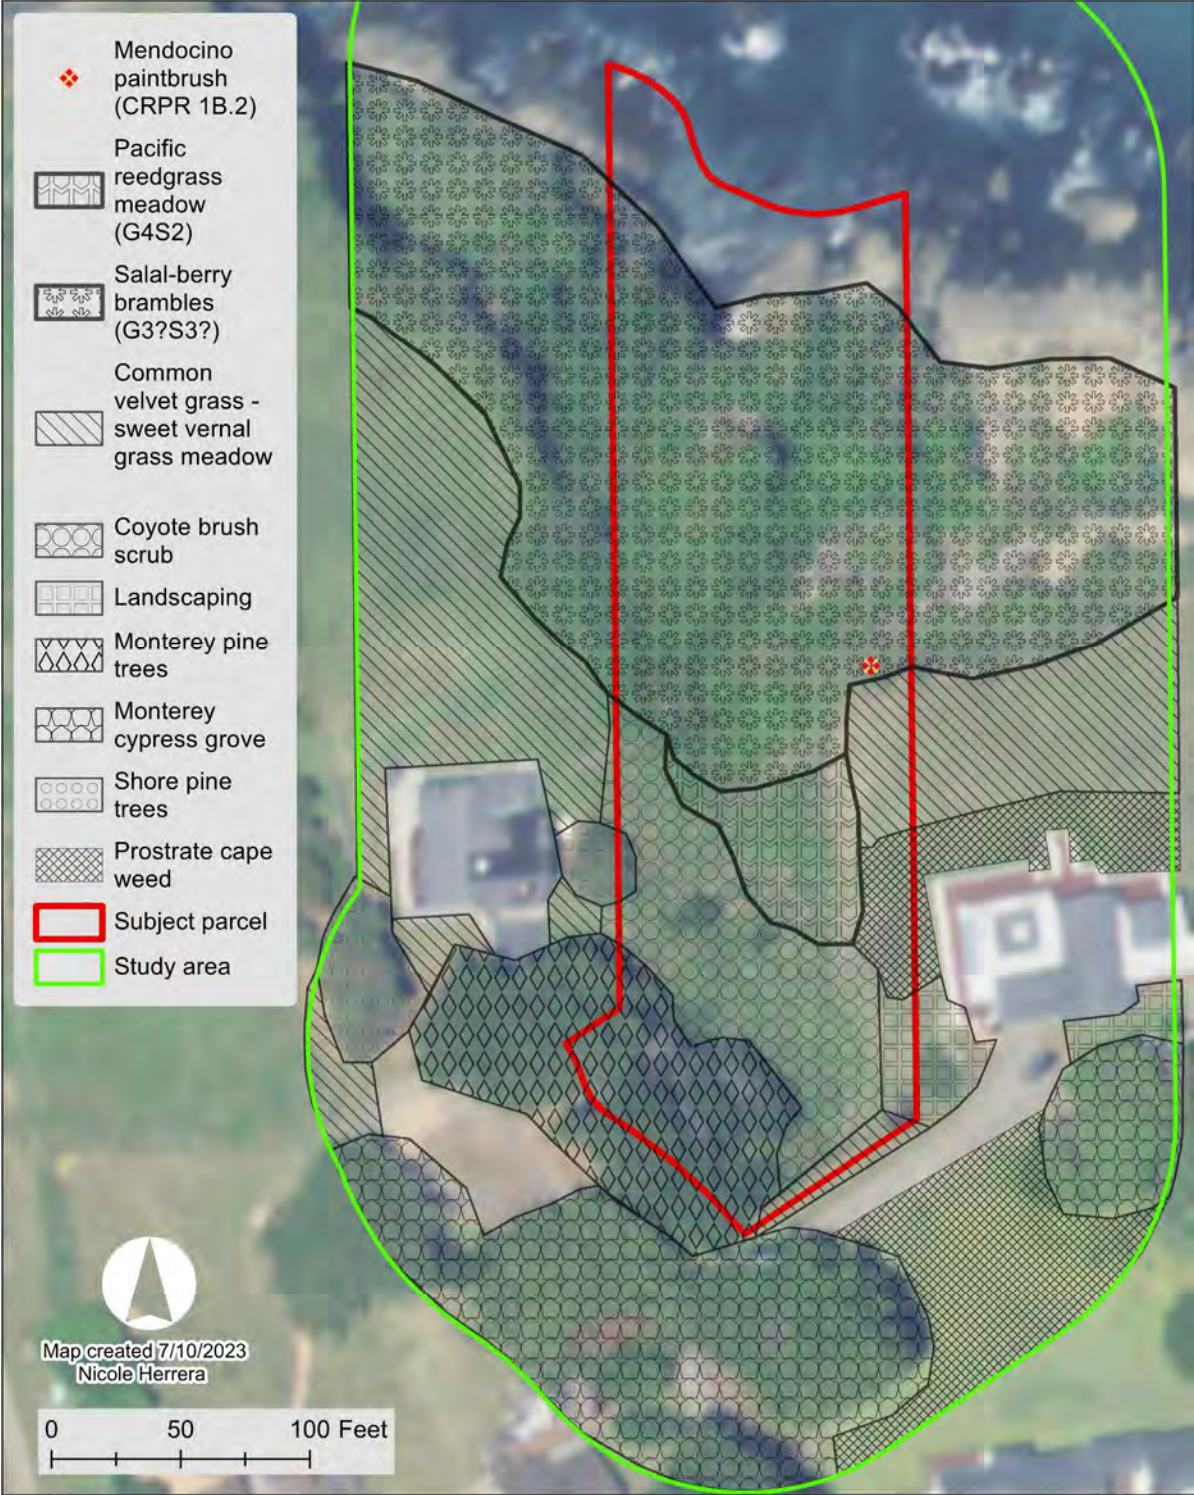 Mendocino
paintbrush
(CRPR 1B.2)
Pacific
reedgrass
meadow
(G4S2)
Salal-berry
brambles
(G3?S3?)
Common
velvet grass -
sweet vernal
grass meadow
Coyote brush
scrub
Landscaping
Monterey pine
trees
Monterey
cypress grove
Shore pine
trees
Prostrate cape
weed
Subject parcel
Study area
Map created 7/10/2023
Nicole Herrera
0 50 100 Feet